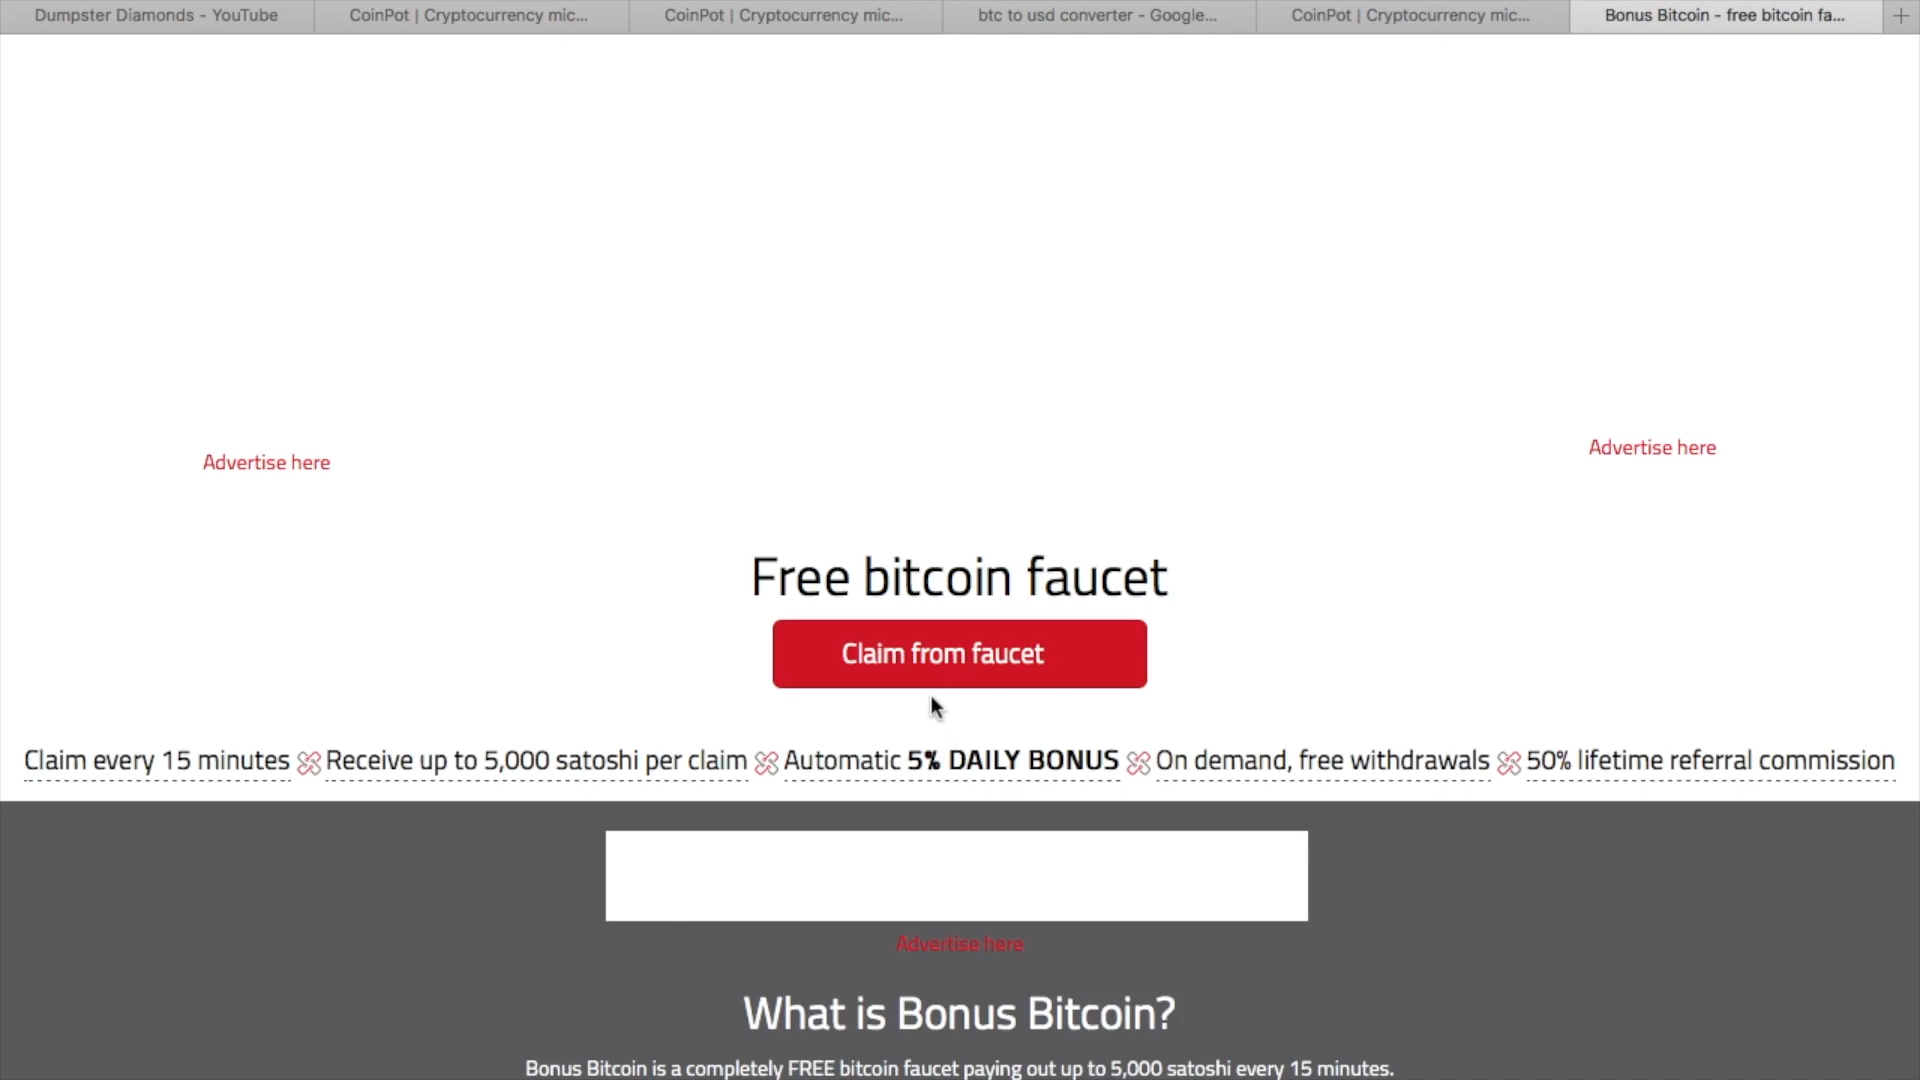 Dumpster Diamonds - YouTube
CoinPot | Cryptocurrency mic...
CoinPot | Cryptocurrency mic...
btc to usd converter - Google...
CoinPot | Cryptocurrency mic...
Bonus Bitcoin - free bitcoin fa...
Advertise here
Advertise here
Free bitcoin faucet
Claim from faucet
Claim every 15 minutes Receive up to 5,000 satoshi per claim Automatic 5% DAILY BONUS On demand, free withdrawals 50% lifetime referral commission
Advertise here
What is Bonus Bitcoin?
Bonus Bitcoin is a completely FREE bitcoin faucet paying out up to 5,000 satoshi every 15 minutes.